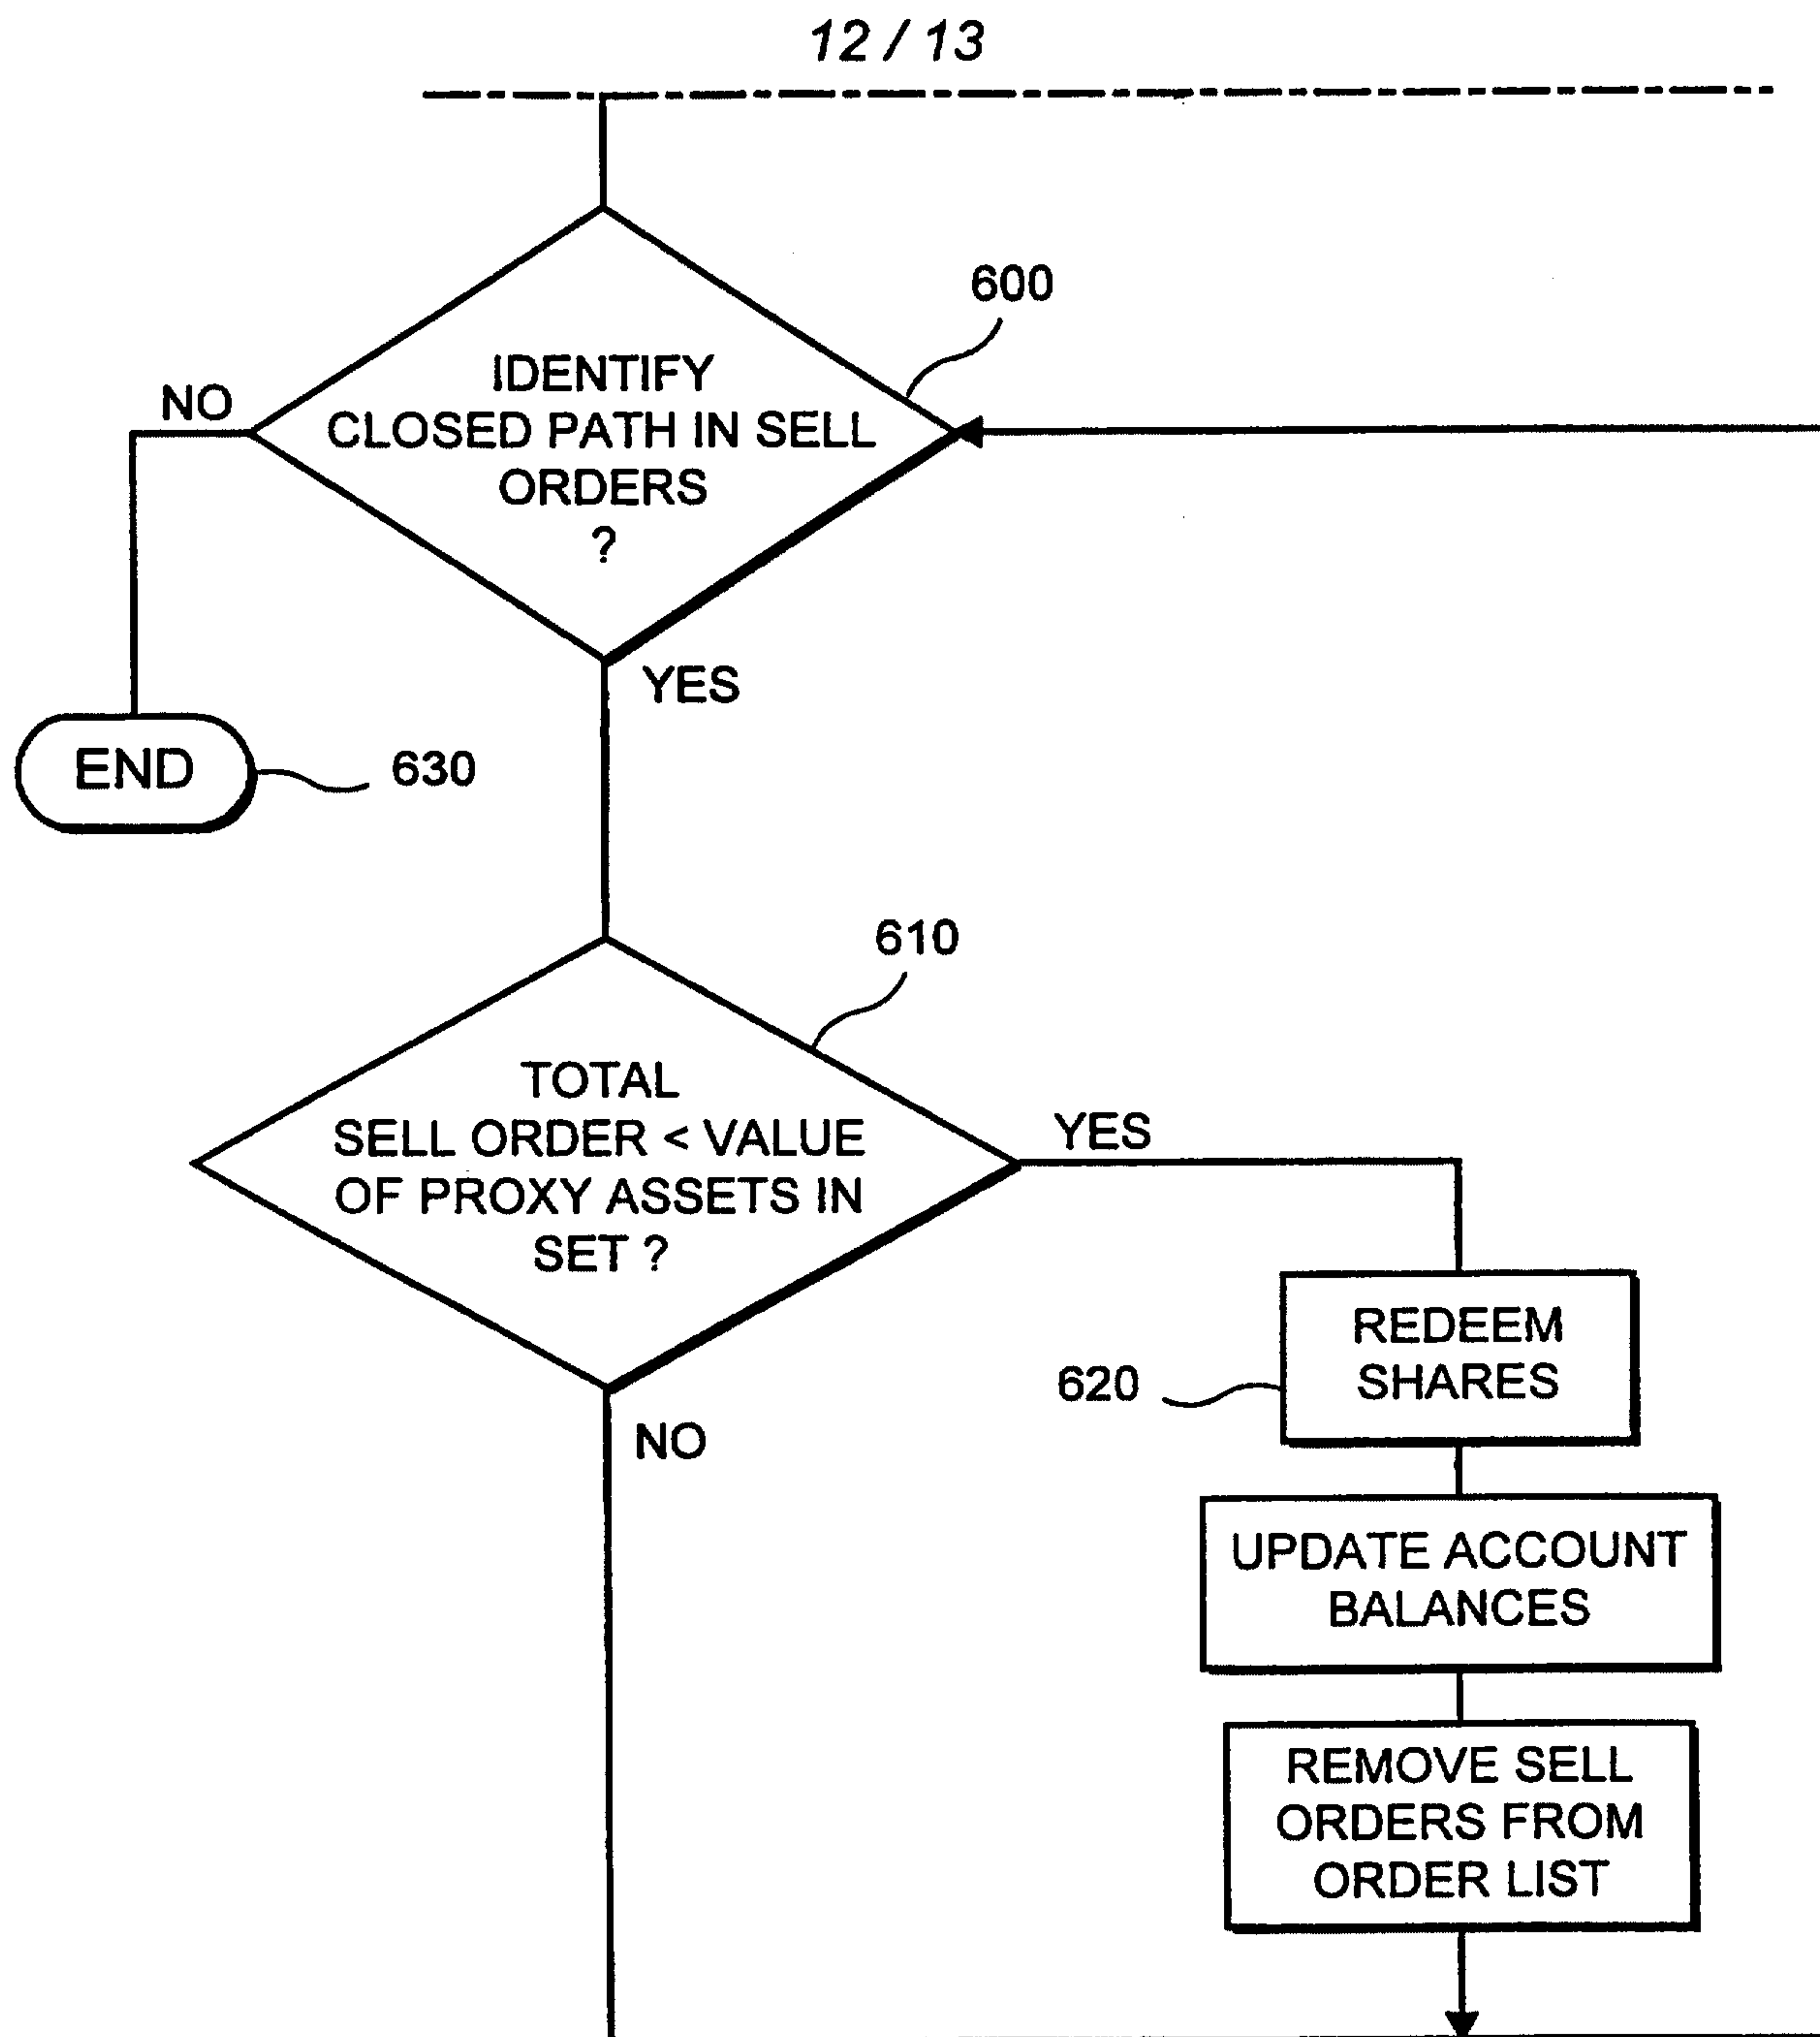 12 / 13
600
IDENTIFY
CLOSED PATH IN SELL
ORDERS
?
NO
YES
END
630
610
TOTAL
SELL ORDER < VALUE
OF PROXY ASSETS IN
SET ?
YES
NO
REDEEM
SHARES
620
UPDATE ACCOUNT
BALANCES
REMOVE SELL
ORDERS FROM
ORDER LIST